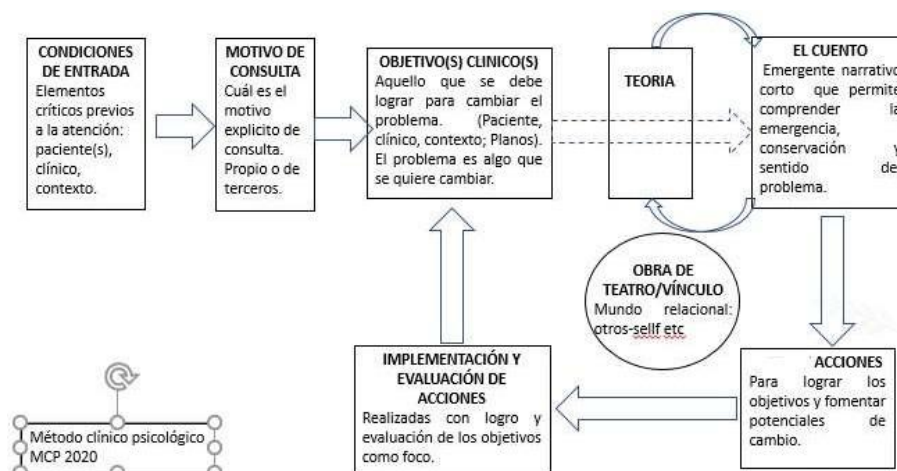 CONDICIONES
DE ENTRADA
Elementos
críticos previos
a la atención:
paciente(s),
clínico,
contexto.
MOTIVO DE
CONSULTA
Cuál es el
motivo
explicito de
consulta.
Propio o de
terceros.
OBJETIVO(S) CLINICO(S)
Aquello que se debe
lograr para cambiar el
problema. (Paciente,
clínico, contexto; Planos).
El problema es algo que
se quiere cambiar.
TEORIA
EL CUENTO
Emergente narrativo
corto que permite
comprender la
emergencia,
conservación y
sentido de
problema.
OBRA DE
TEATRO/VÍNCULO
Mundo relacional:
otros-sellf etc
IMPLEMENTACIÓN Y
EVALUACIÓN DE
ACCIONES
Realizadas con logro y
evaluación de los objetivos
como foco.
ACCIONES
Para lograr los
objetivos y fomentar
potenciales de
cambio.
Método clínico psicológico
MCP 2020